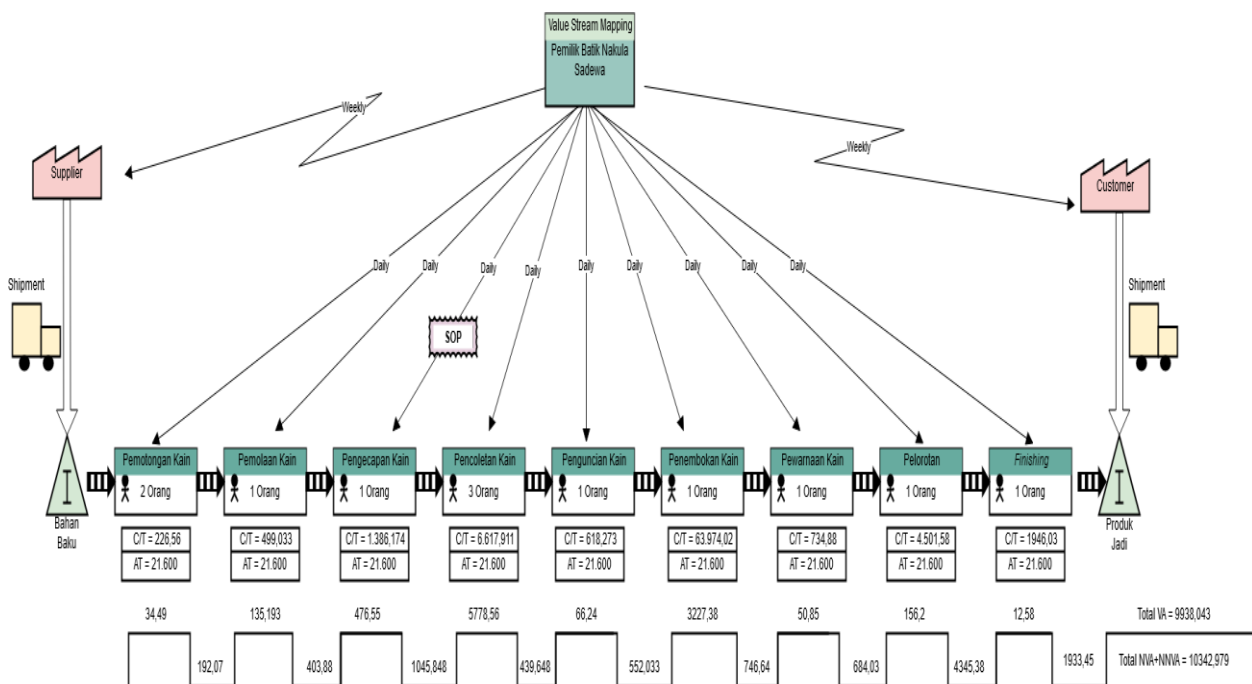 Value Stream Mapping
Pemilik Batik Nakula
Sadewa
Weekly
Weekly
Supplier
Customer
Daily
Daily
Daily
Daily
Daily
Daily
Daily
Daily
Daily
Shipment
Shipment
SOP
Pemotongan Kain
Pemolaan Kain
Pengecapan Kain
Pencoletan Kain
Penguncian Kain
Penembokan Kain
Pewarnaan Kain
Pelorotan
Finishing
2 Orang
1 Orang
1 Orang
3 Orang
1 Orang
1 Orang
1 Orang
1 Orang
1 Orang
Bahan
Baku
Produk
Jadi
C/T = 226,56
C/T = 499,033
C/T = 1.386,174
C/T = 6.617,911
C/T = 618,273
C/T = 63.974,02
C/T = 734,88
C/T = 4.501,58
C/T = 1946,03
AT = 21.600
AT = 21.600
AT = 21.600
AT = 21.600
AT = 21.600
AT = 21.600
AT = 21.600
AT = 21.600
AT = 21.600
34,49
135,193
476,55
5778,56
66,24
3227,38
50,85
156,2
12,58
Total VA = 9938,043
192,07
403,88
1045,848
439,648
552,033
746,64
684,03
4345,38
1933,45
Total NVA+NNVA = 10342,979